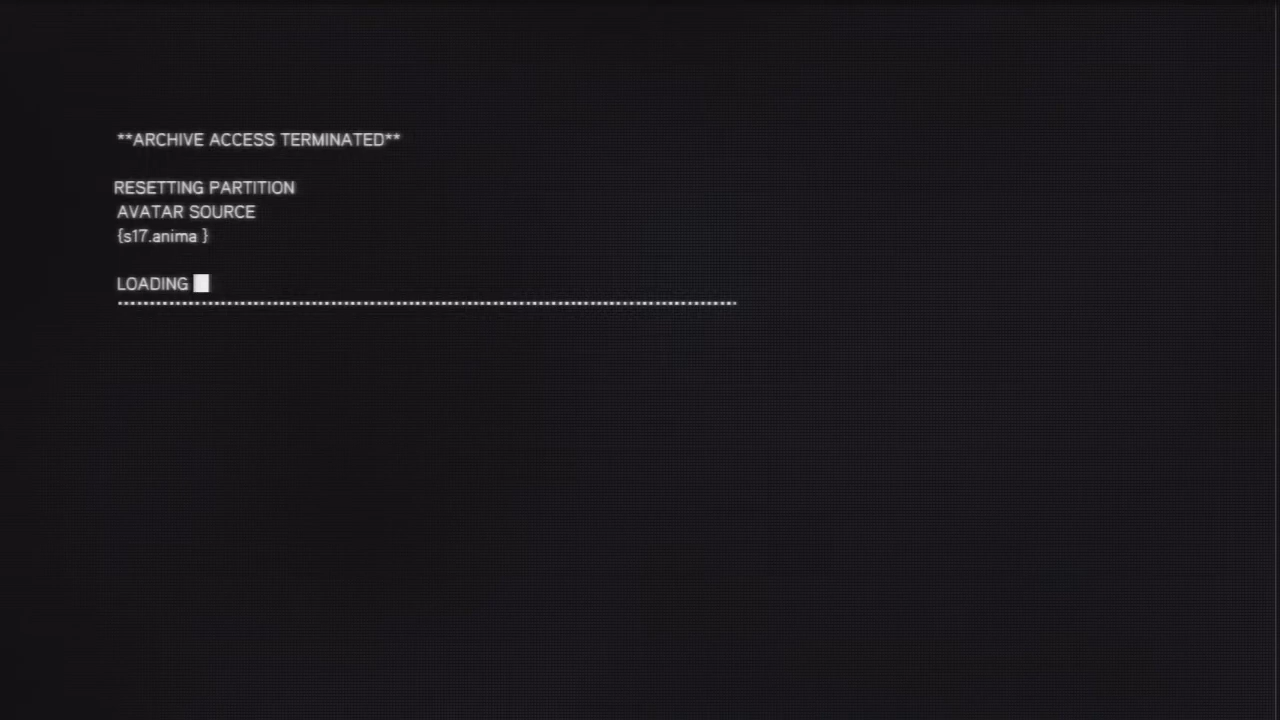 **ARCHIVE ACCESS TERMINATED**
RESETTING PARTITION
AVATAR SOURCE
{s17.anima }
LOADING